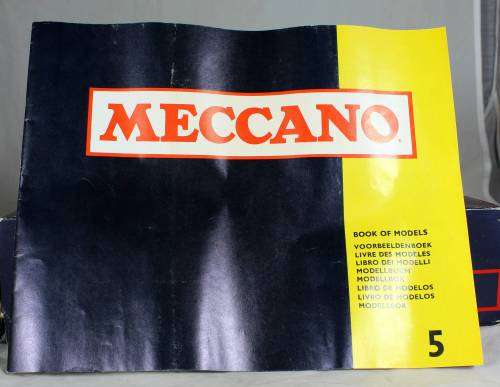 MECCANO
BOOK OF MODELS
VOORBEELDENBOEK
LIVRE DES MODELES
LIBRO DEI MODELLI
MODELLBUCH
MODELLBOK
LIBRO DE MODELOS
LIVRO DE MODELOS
MODELLBOK
5